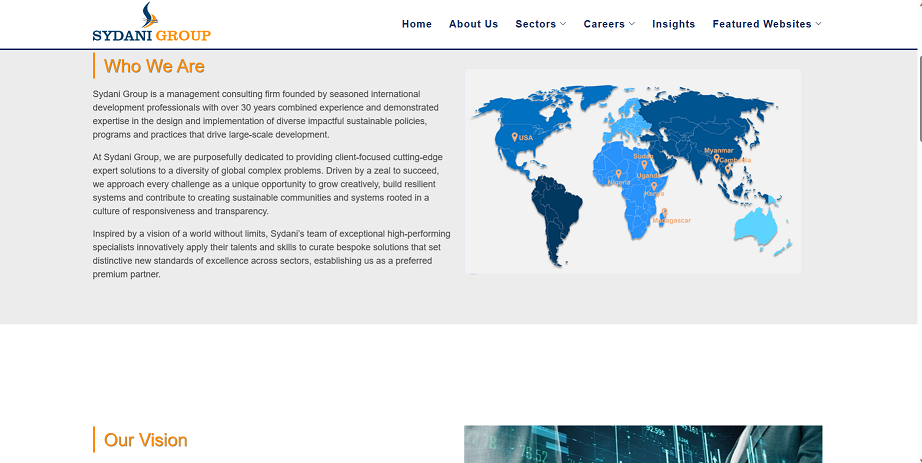 SYDANI GROUP
Home About Us Sectors Careers Insights Featured Websites
Who We Are
Sydani Group is a management consulting firm founded by seasoned international
development professionals with over 30 years combined experience and demonstrated
expertise in the design and implementation of diverse impactful sustainable policies,
programs and practices that drive large-scale development.
At Sydani Group, we are purposefully dedicated to providing client-focused cutting-edge
expert solutions to a diversity of global complex problems. Driven by a zeal to succeed,
we approach every challenge as a unique opportunity to grow creatively, build resilient
systems and contribute to creating sustainable communities and systems rooted in a
culture of responsiveness and transparency.
Inspired by a vision of a world without limits, Sydani's team of exceptional high-performing
specialists innovatively apply their talents and skills to curate bespoke solutions that set
distinctive new standards of excellence across sectors, establishing us as a preferred
premium partner.
USA
Myanmar
Sudan
Cambodia
Uganda
Nigeria
Kenya
Madagascar
Our Vision
92.995
8.52